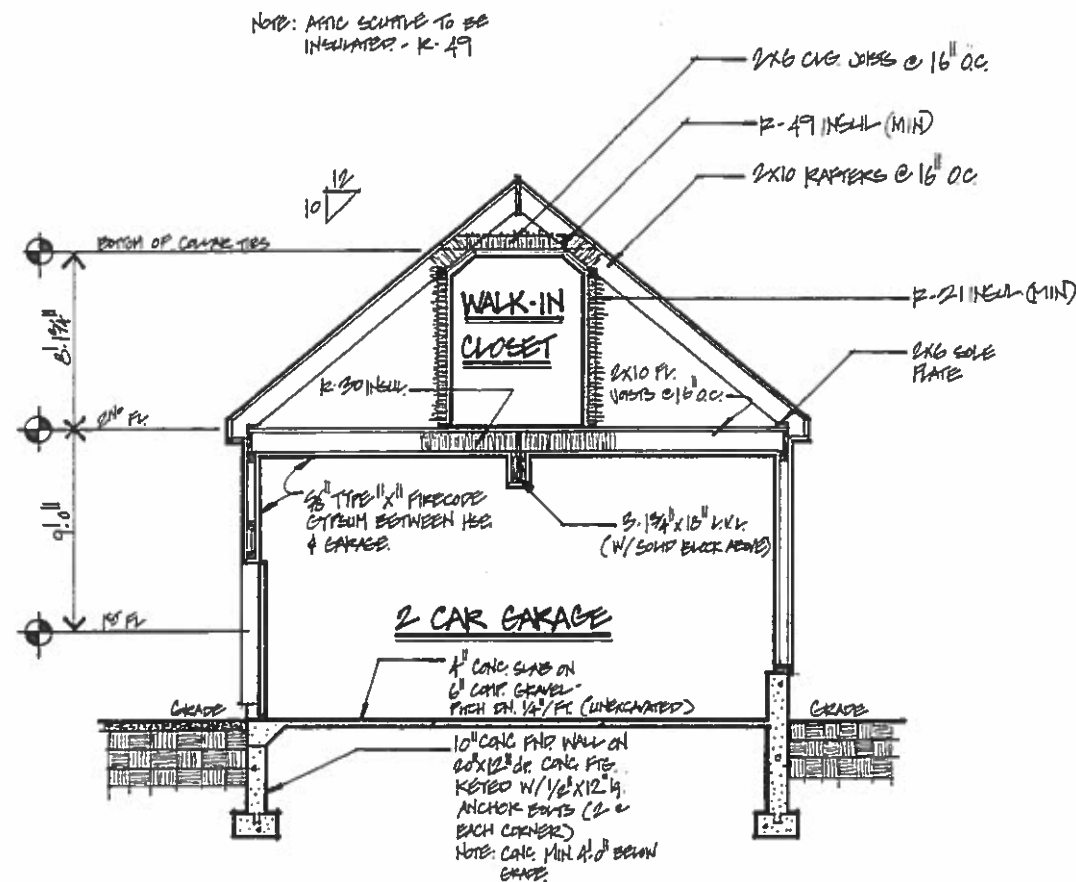 NOTE: ATTIC SCUTTLE TO BE
INSULATED - R-49
2X6 CLG. JOISTS @ 16" O.C.
R-49 INSUL (MIN)
2X10 RAFTERS @ 16" O.C.
12
10
BOTTOM OF COLLAR TIES
8'.1 3/4"
WALK-IN
CLOSET
R-21 INSUL (MIN)
2X6 SOLE
PLATE
R-30 INSUL.
2X10 FL.
JOISTS @ 16" O.C.
2ND FL.
9'.0"
5/8" TYPE "X" FIRECODE
GYPSUM BETWEEN HSE.
& GARAGE.
3-1 3/4" X 18" L.V.L.
(W/ SOLID BLOCK ABOVE)
1ST FL
2 CAR GARAGE
4" CONC. SLAB ON
6" COMP. GRAVEL -
PITCH DN. 1/4"/FT. (UNEXCAVATED)
GRADE
GRADE
10" CONC FND. WALL ON
20"X12" dp. CONC. FTG.
KEYED W/ 1/2"X12" lg.
ANCHOR BOLTS (2 @
EACH CORNER)
NOTE: CONC. MIN. 4'.0" BELOW
GRADE.